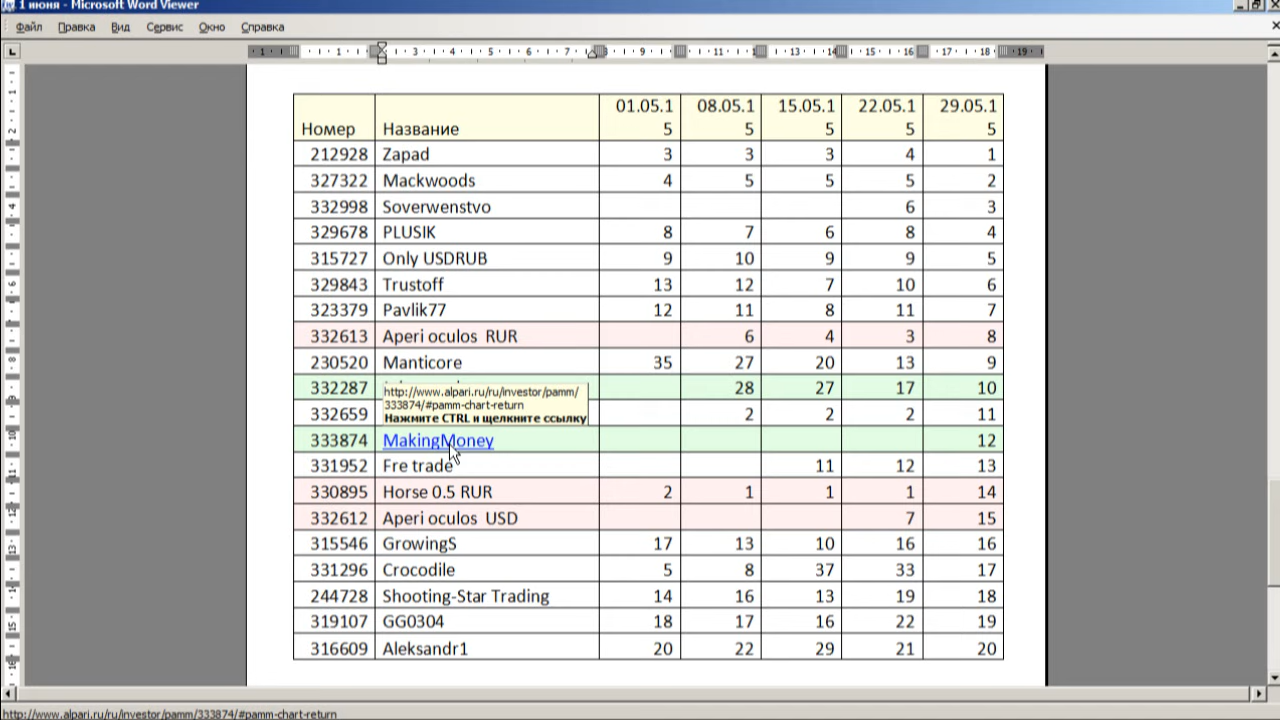 1 июня - Microsoft Word Viewer
Файл Правка Вид Сервис Окно Справка
Номер Название 01.05.15 08.05.15 15.05.15 22.05.15 29.05.15
212928 Zapad 3 3 3 4 1
327322 Mackwoods 4 5 5 5 2
332998 Soverwenstvo 6 3
329678 PLUSIK 8 7 6 8 4
315727 Only USDRUB 9 10 9 9 5
329843 Trustoff 13 12 7 10 6
323379 Pavlik77 12 11 8 11 7
332613 Aperi oculos RUR 6 4 3 8
230520 Manticore 35 27 20 13 9
332287 28 27 17 10
http://www.alpari.ru/ru/investor/pamm/
333874/#pamm-chart-return
Нажмите CTRL и щелкните ссылку
332659 2 2 2 11
333874 MakingMoney 12
331952 Fre trade 11 12 13
330895 Horse 0.5 RUR 2 1 1 1 14
332612 Aperi oculos USD 7 15
315546 GrowingS 17 13 10 16 16
331296 Crocodile 5 8 37 33 17
244728 Shooting-Star Trading 14 16 13 19 18
319107 GG0304 18 17 16 22 19
316609 Aleksandr1 20 22 29 21 20
http://www.alpari.ru/ru/investor/pamm/333874/#pamm-chart-return